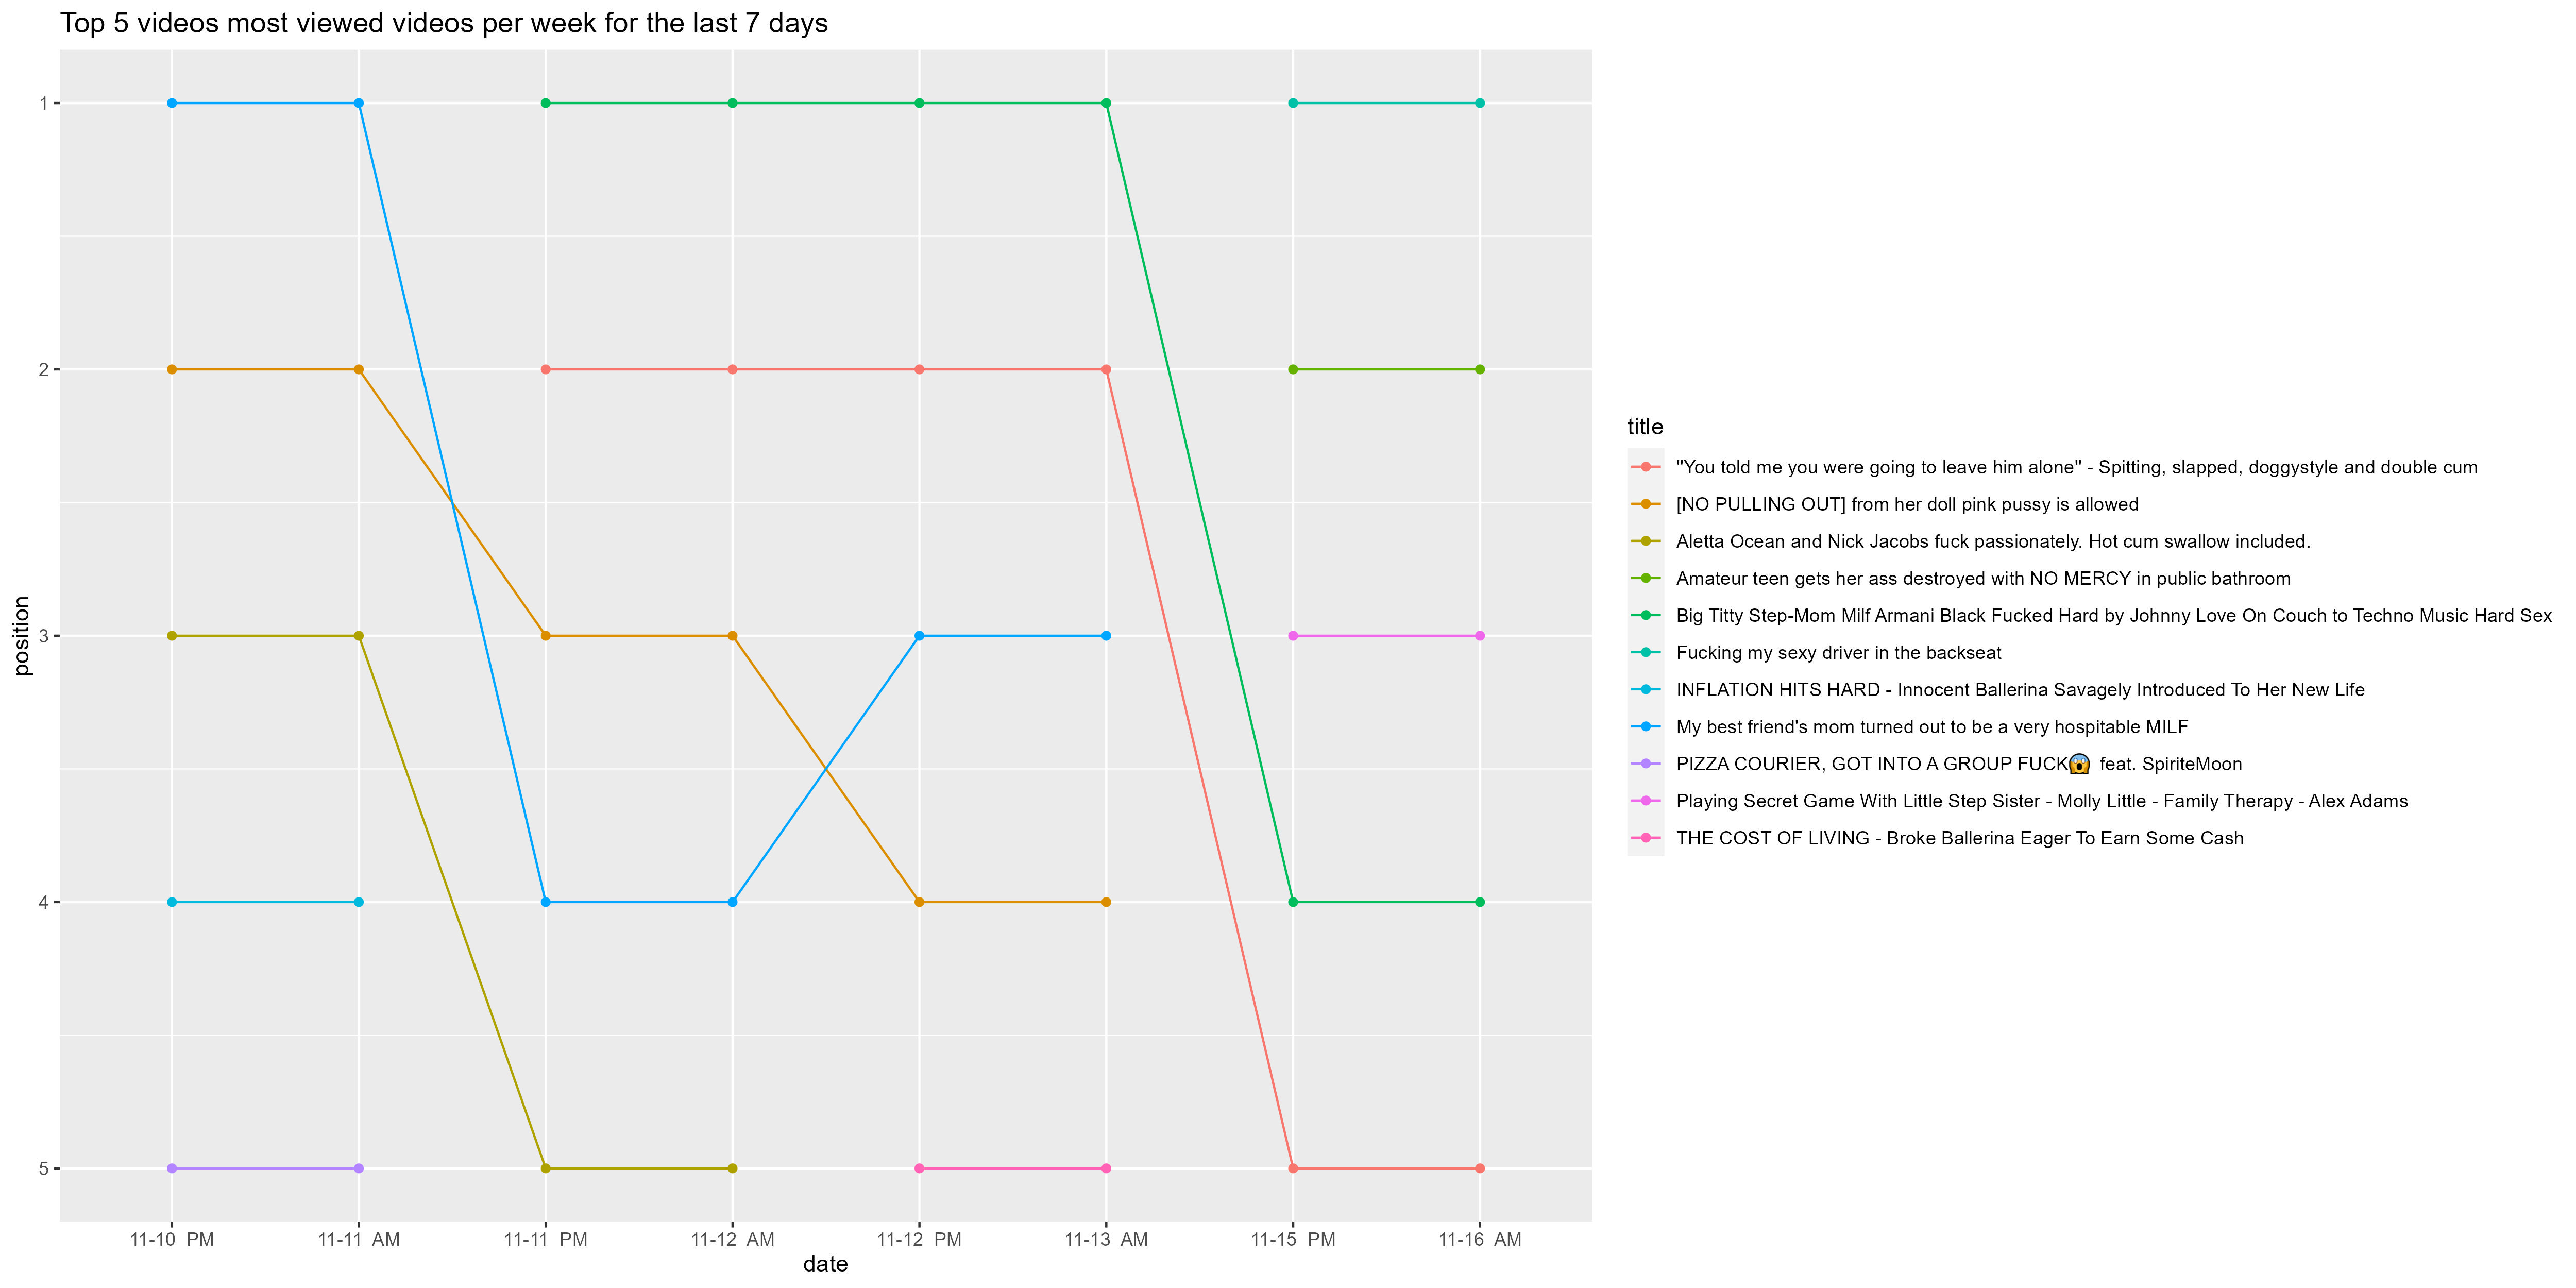 Top 5 videos most viewed videos per week for the last 7 days
position
1
2
3
4
5
11-10 PM
11-11 AM
11-11 PM
11-12 AM
11-12 PM
11-13 AM
11-15 PM
11-16 AM
date
title
"You told me you were going to leave him alone" - Spitting, slapped, doggystyle and double cum
[NO PULLING OUT] from her doll pink pussy is allowed
Aletta Ocean and Nick Jacobs fuck passionately. Hot cum swallow included.
Amateur teen gets her ass destroyed with NO MERCY in public bathroom
Big Titty Step-Mom Milf Armani Black Fucked Hard by Johnny Love On Couch to Techno Music Hard Sex
Fucking my sexy driver in the backseat
INFLATION HITS HARD - Innocent Ballerina Savagely Introduced To Her New Life
My best friend's mom turned out to be a very hospitable MILF
PIZZA COURIER, GOT INTO A GROUP FUCK😱 feat. SpiriteMoon
Playing Secret Game With Little Step Sister - Molly Little - Family Therapy - Alex Adams
THE COST OF LIVING - Broke Ballerina Eager To Earn Some Cash